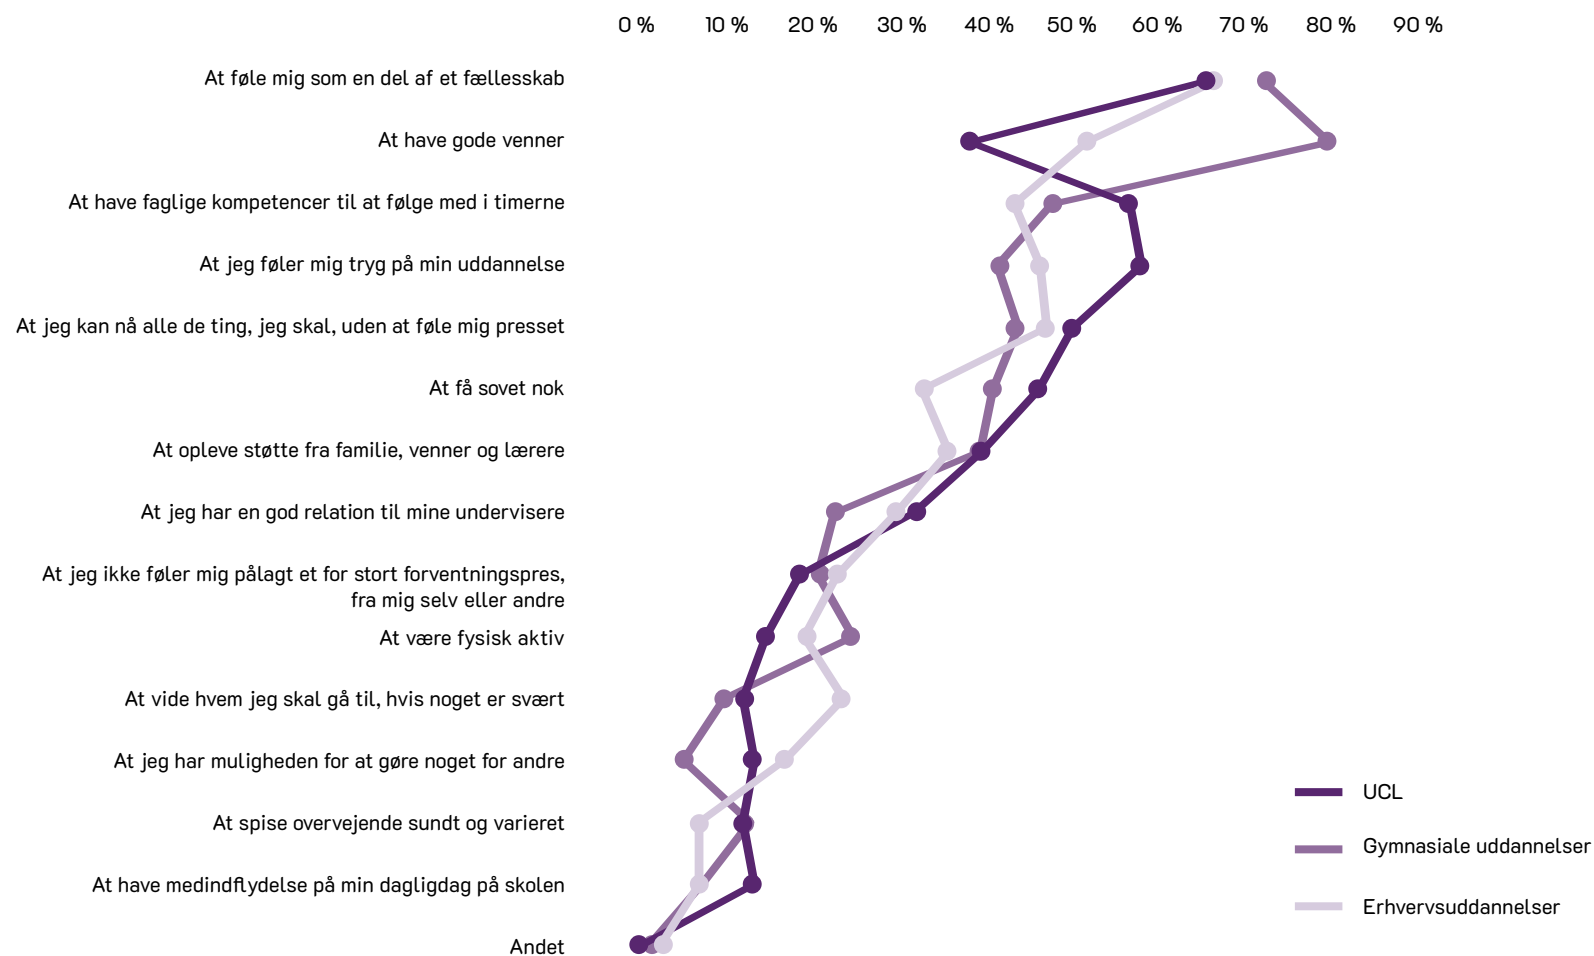 0 % 10 % 20 % 30 % 40 % 50 % 60 % 70 % 80 % 90 %
At føle mig som en del af et fællesskab
At have gode venner
At have faglige kompetencer til at følge med i timerne
At jeg føler mig tryg på min uddannelse
At jeg kan nå alle de ting, jeg skal, uden at føle mig presset
At få sovet nok
At opleve støtte fra familie, venner og lærere
At jeg har en god relation til mine undervisere
At jeg ikke føler mig pålagt et for stort forventningspres,
fra mig selv eller andre
At være fysisk aktiv
At vide hvem jeg skal gå til, hvis noget er svært
At jeg har muligheden for at gøre noget for andre
At spise overvejende sundt og varieret
At have medindflydelse på min dagligdag på skolen
Andet
UCL
Gymnasiale uddannelser
Erhvervsuddannelser